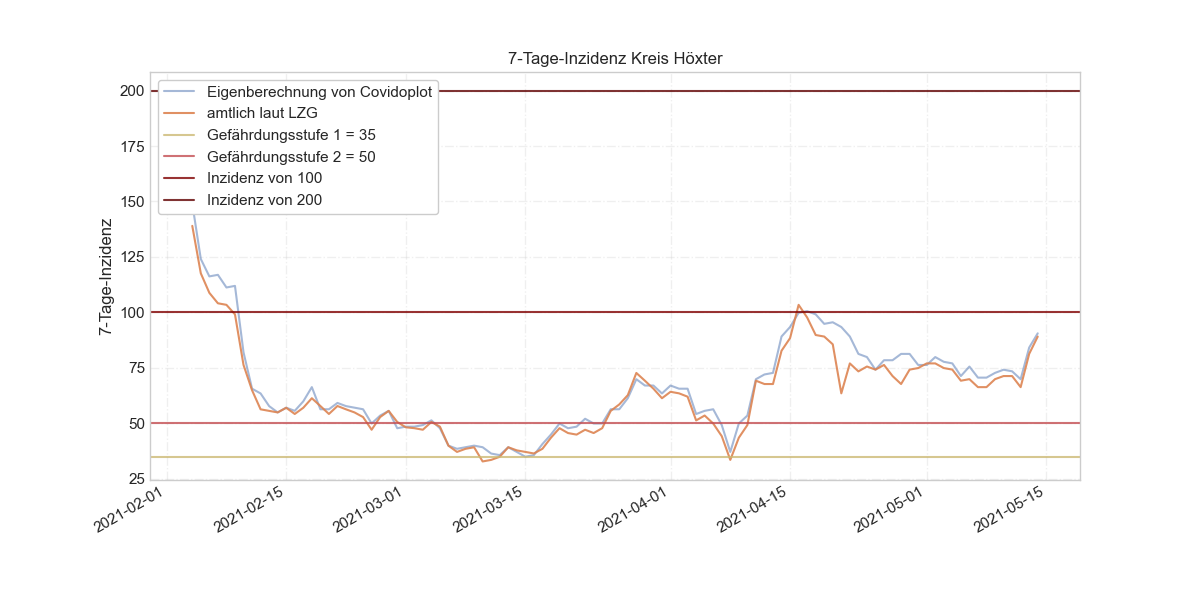 7-Tage-Inzidenz Kreis Höxter
Eigenberechnung von Covidoplot
amtlich laut LZG
Gefährdungsstufe 1 = 35
Gefährdungsstufe 2 = 50
Inzidenz von 100
Inzidenz von 200
7-Tage-Inzidenz
200
175
150
125
100
75
50
25
2021-02-01
2021-02-15
2021-03-01
2021-03-15
2021-04-01
2021-04-15
2021-05-01
2021-05-15